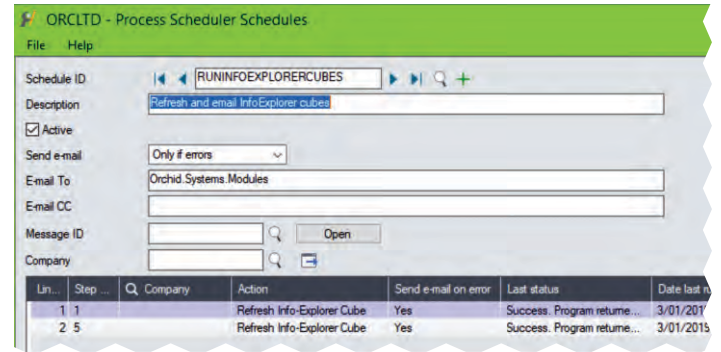 ORCLTD - Process Scheduler Schedules
File Help
Schedule ID RUNINFOEXPLORERCUBES
Description Refresh and email InfoExplorer cubes
Active
Send e-mail Only if errors
E-mail To Orchid.Systems.Modules
E-mail CC
Message ID Open
Company
Lin... Step ... Company Action Send e-mail on error Last status Date last
1 1 Refresh Info-Explorer Cube Yes Success. Program returne... 3/01/201
2 5 Refresh Info-Explorer Cube Yes Success. Program returne... 3/01/2015